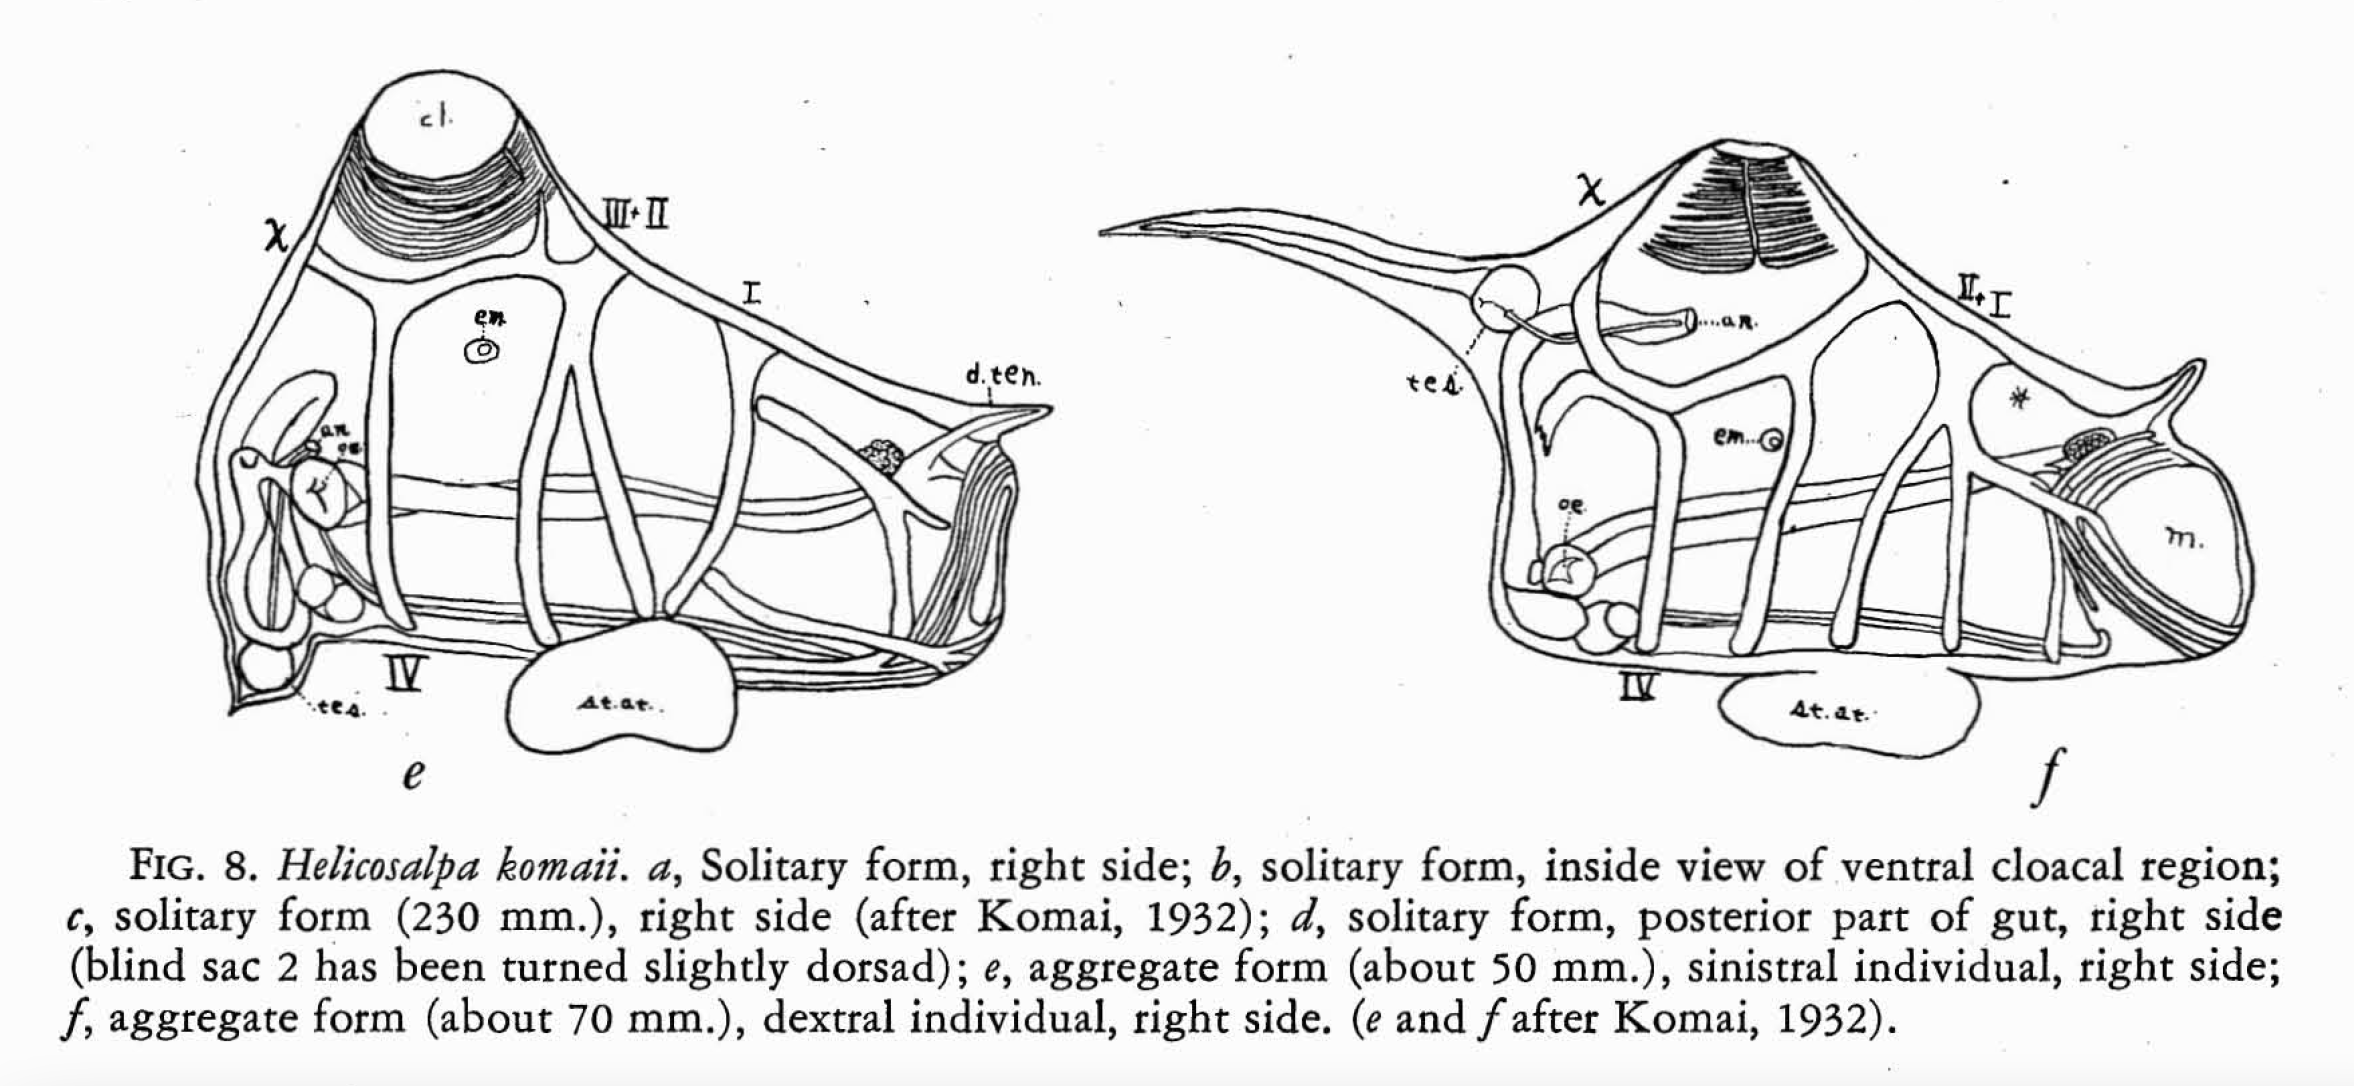 cl.
χ
III+II
I
em.
d.ten.
an.
oe.
IV
st.at.
tes.
e
χ
II+I
an.
tes.
*
em.
oe.
m.
IV
st.at.
f
FIG. 8. Helicosalpa komaii. a, Solitary form, right side; b, solitary form, inside view of ventral cloacal region;
c, solitary form (230 mm.), right side (after Komai, 1932); d, solitary form, posterior part of gut, right side
(blind sac 2 has been turned slightly dorsad); e, aggregate form (about 50 mm.), sinistral individual, right side;
f, aggregate form (about 70 mm.), dextral individual, right side. (e and f after Komai, 1932).